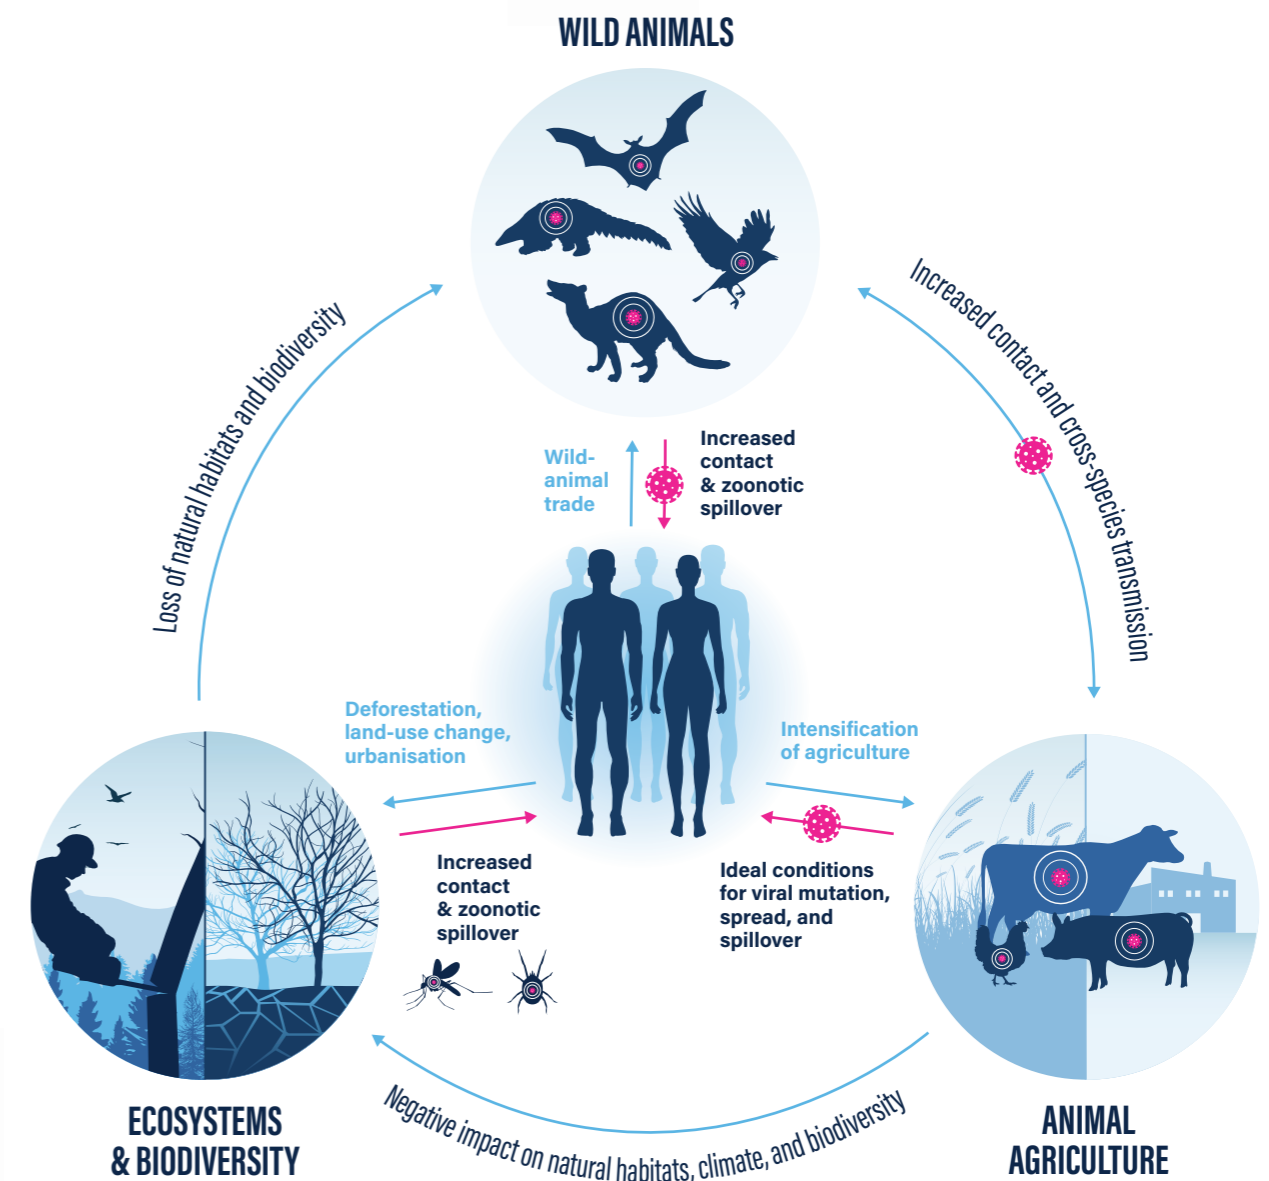 WILD ANIMALS
Loss of natural habitats and biodiversity
Increased contact and cross-species transmission
Wild-
animal
trade
Increased
contact
& zoonotic
spillover
Deforestation,
land-use change,
urbanisation
Intensification
of agriculture
Increased
contact
& zoonotic
spillover
Ideal conditions
for viral mutation,
spread, and
spillover
Negative impact on natural habitats, climate, and biodiversity
ECOSYSTEMS
& BIODIVERSITY
ANIMAL
AGRICULTURE